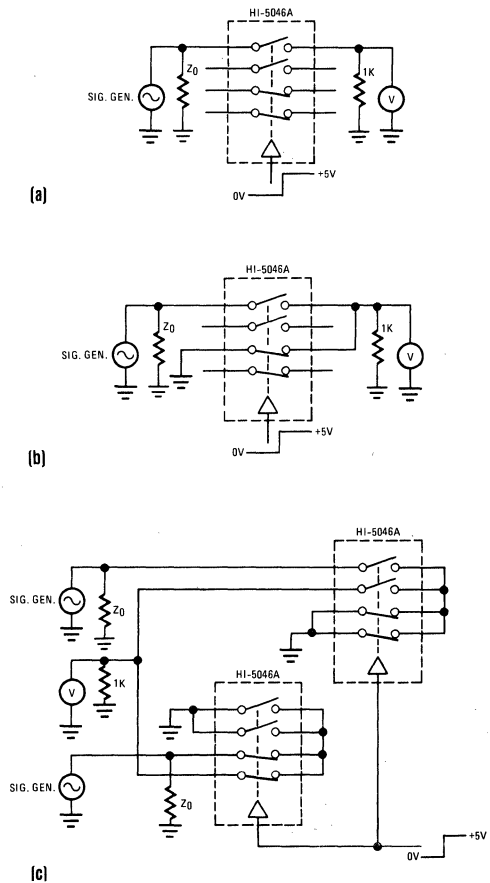 HI-5046A
SIG. GEN.
Z0
1K
V
+5V
0V
(a)
HI-5046A
SIG. GEN.
Z0
1K
V
+5V
0V
(b)
HI-5046A
SIG. GEN.
Z0
V
1K
HI-5046A
SIG. GEN.
Z0
+5V
0V
(c)